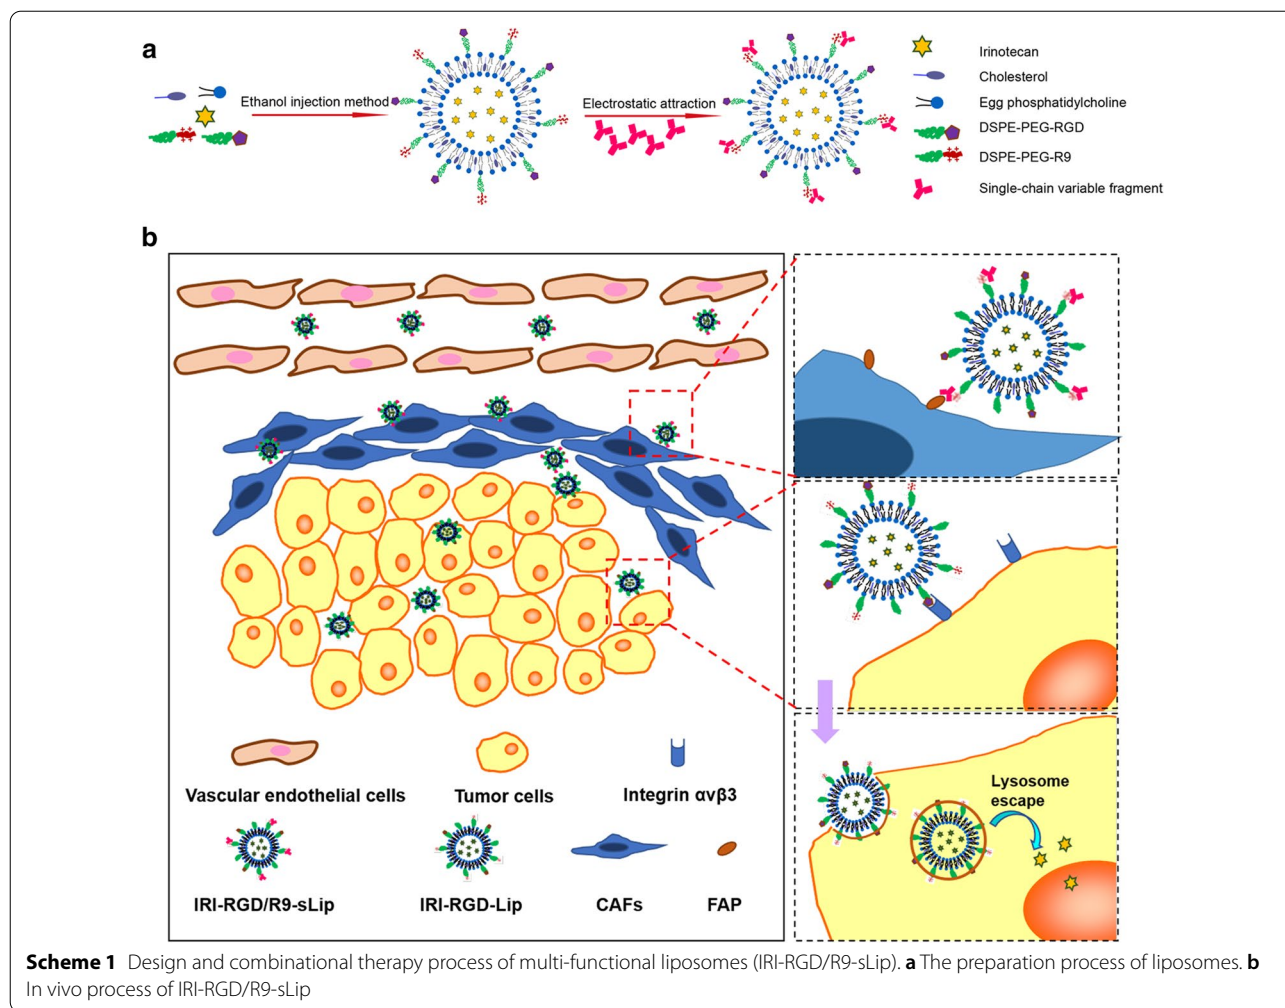 a
Ethanol injection method
Electrostatic attraction
Irinotecan
Cholesterol
Egg phosphatidylcholine
DSPE-PEG-RGD
DSPE-PEG-R9
Single-chain variable fragment
b
Vascular endothelial cells
Tumor cells
Integrin αvβ3
IRI-RGD/R9-sLip
IRI-RGD-Lip
CAFs
FAP
Lysosome
escape
Scheme 1 Design and combinational therapy process of multi-functional liposomes (IRI-RGD/R9-sLip). a The preparation process of liposomes. b
In vivo process of IRI-RGD/R9-sLip